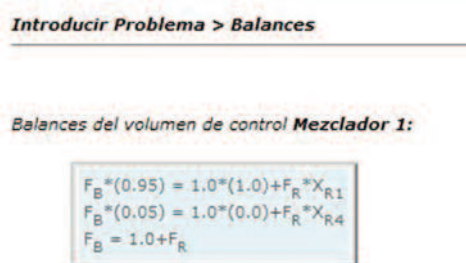 Introducir Problema > Balances
Balances del volumen de control Mezclador 1:
F_B*(0.95) = 1.0*(1.0)+F_R*X_R1
F_B*(0.05) = 1.0*(0.0)+F_R*X_R4
F_B = 1.0+F_R